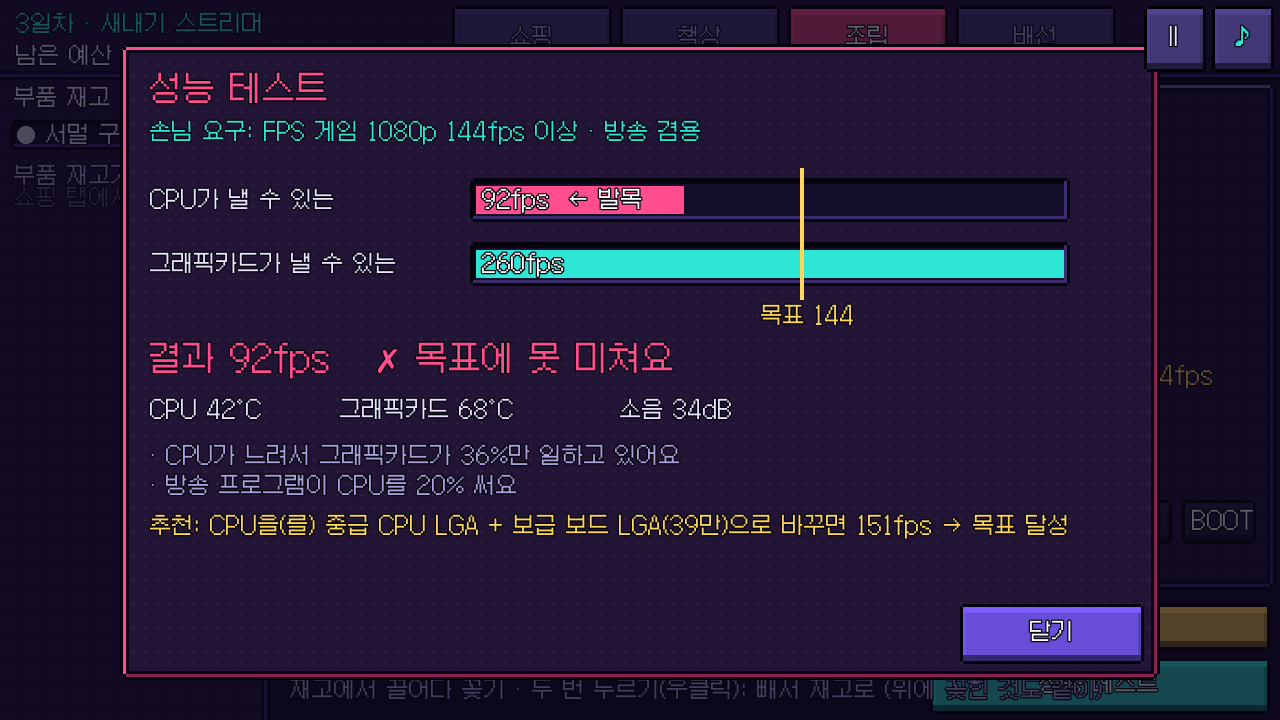 3일차 · 새내기 스트리머
쇼핑 책상 조립 배선
남은 예산
부품 재고
서멀 구
성능 테스트
손님 요구: FPS 게임 1080p 144fps 이상 · 방송 겸용
CPU가 낼 수 있는 92fps ← 발목
그래픽카드가 낼 수 있는 260fps
목표 144
결과 92fps ✗ 목표에 못 미쳐요
4fps
CPU 42°C 그래픽카드 68°C 소음 34dB
· CPU가 느려서 그래픽카드가 36%만 일하고 있어요
· 방송 프로그램이 CPU를 20% 써요
추천: CPU을(를) 중급 CPU LGA + 보급 보드 LGA(39만)으로 바꾸면 151fps → 목표 달성
BOOT
닫기
재고에서 끌어다 꽂기 · 두 번 누르기(우클릭): 빼서 재고로 (위에 꽂힌 것도 같이)